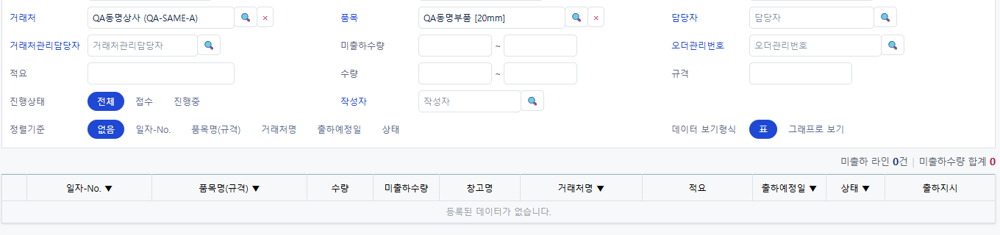 거래처 QA동명상사 (QA-SAME-A) × 품목 QA동명부품 [20mm] × 담당자 담당자
거래처관리담당자 거래처관리담당자 미출하수량 ~ 오더관리번호 오더관리번호
적요 수량 ~ 규격
진행상태 전체 접수 진행중 작성자 작성자
정렬기준 없음 일자-No. 품목명(규격) 거래처명 출하예정일 상태 데이터 보기형식 표 그래프로 보기
미출하 라인 0건 | 미출하수량 합계 0
일자-No. ▼ 품목명(규격) ▼ 수량 미출하수량 창고명 거래처명 ▼ 적요 출하예정일 ▼ 상태 ▼ 출하지시
등록된 데이터가 없습니다.